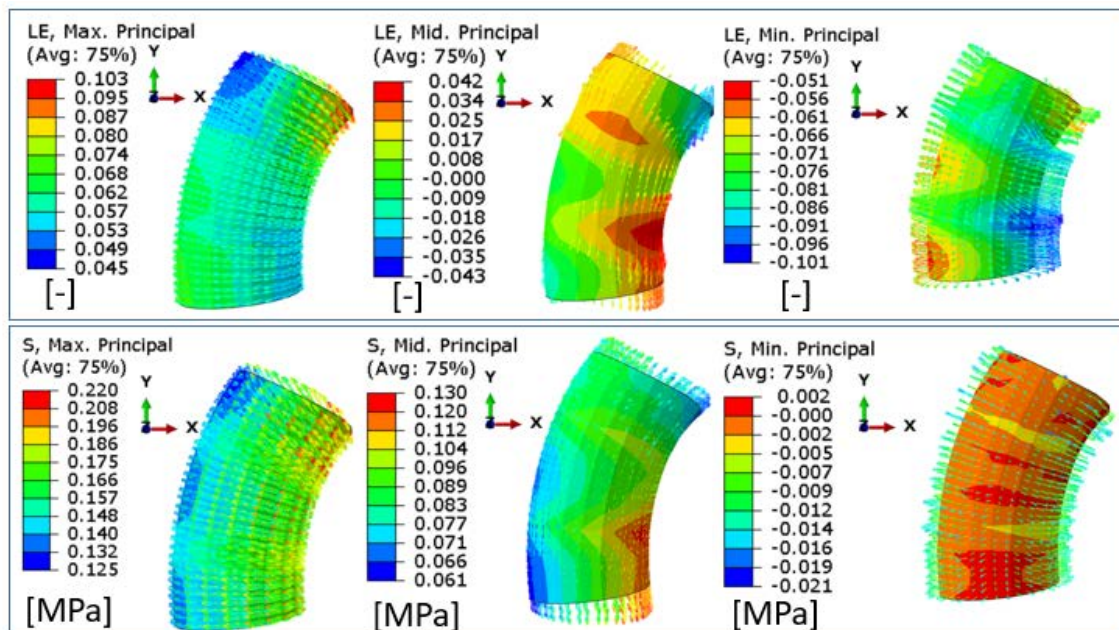 LE, Max. Principal
(Avg: 75%)
0.103
0.095
0.087
0.080
0.074
0.068
0.062
0.057
0.053
0.049
0.045
[-]
Y
X
LE, Mid. Principal
(Avg: 75%)
0.042
0.034
0.025
0.017
0.008
-0.000
-0.009
-0.018
-0.026
-0.035
-0.043
[-]
Y
X
LE, Min. Principal
(Avg: 75%)
-0.051
-0.056
-0.061
-0.066
-0.071
-0.076
-0.081
-0.086
-0.091
-0.096
-0.101
[-]
Y
X
S, Max. Principal
(Avg: 75%)
0.220
0.208
0.196
0.186
0.175
0.166
0.157
0.148
0.140
0.132
0.125
[MPa]
Y
X
S, Mid. Principal
(Avg: 75%)
0.130
0.120
0.112
0.104
0.096
0.089
0.083
0.077
0.071
0.066
0.061
[MPa]
Y
X
S, Min. Principal
(Avg: 75%)
0.002
-0.000
-0.002
-0.005
-0.007
-0.009
-0.012
-0.014
-0.016
-0.019
-0.021
[MPa]
Y
X